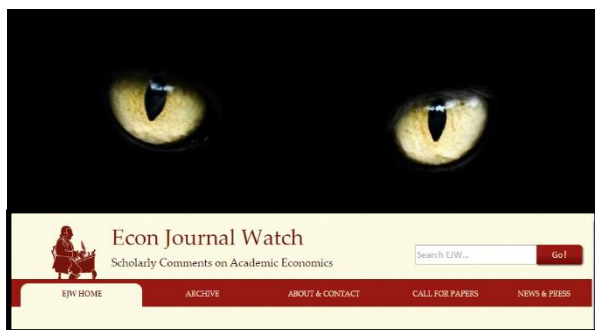 Econ Journal Watch
Scholarly Comments on Academic Economics
Search EJW...
Go!
EJW HOME
ARCHIVE
ABOUT & CONTACT
CALL FOR PAPERS
NEWS & PRESS